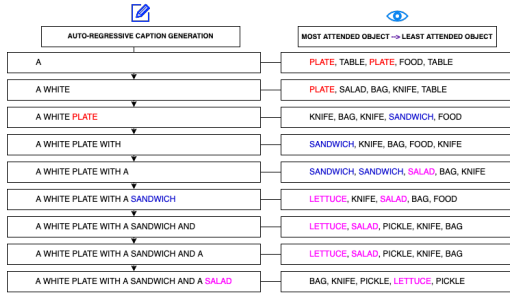 AUTO-REGRESSIVE CAPTION GENERATION
MOST ATTENDED OBJECT --> LEAST ATTENDED OBJECT
A
PLATE, TABLE, PLATE, FOOD, TABLE
A WHITE
PLATE, SALAD, BAG, KNIFE, TABLE
A WHITE PLATE
KNIFE, BAG, KNIFE, SANDWICH, FOOD
A WHITE PLATE WITH
SANDWICH, KNIFE, BAG, FOOD, KNIFE
A WHITE PLATE WITH A
SANDWICH, SANDWICH, SALAD, BAG, KNIFE
A WHITE PLATE WITH A SANDWICH
LETTUCE, KNIFE, SALAD, BAG, FOOD
A WHITE PLATE WITH A SANDWICH AND
LETTUCE, SALAD, PICKLE, KNIFE, BAG
A WHITE PLATE WITH A SANDWICH AND A
LETTUCE, SALAD, PICKLE, KNIFE, BAG
A WHITE PLATE WITH A SANDWICH AND A SALAD
BAG, KNIFE, PICKLE, LETTUCE, PICKLE